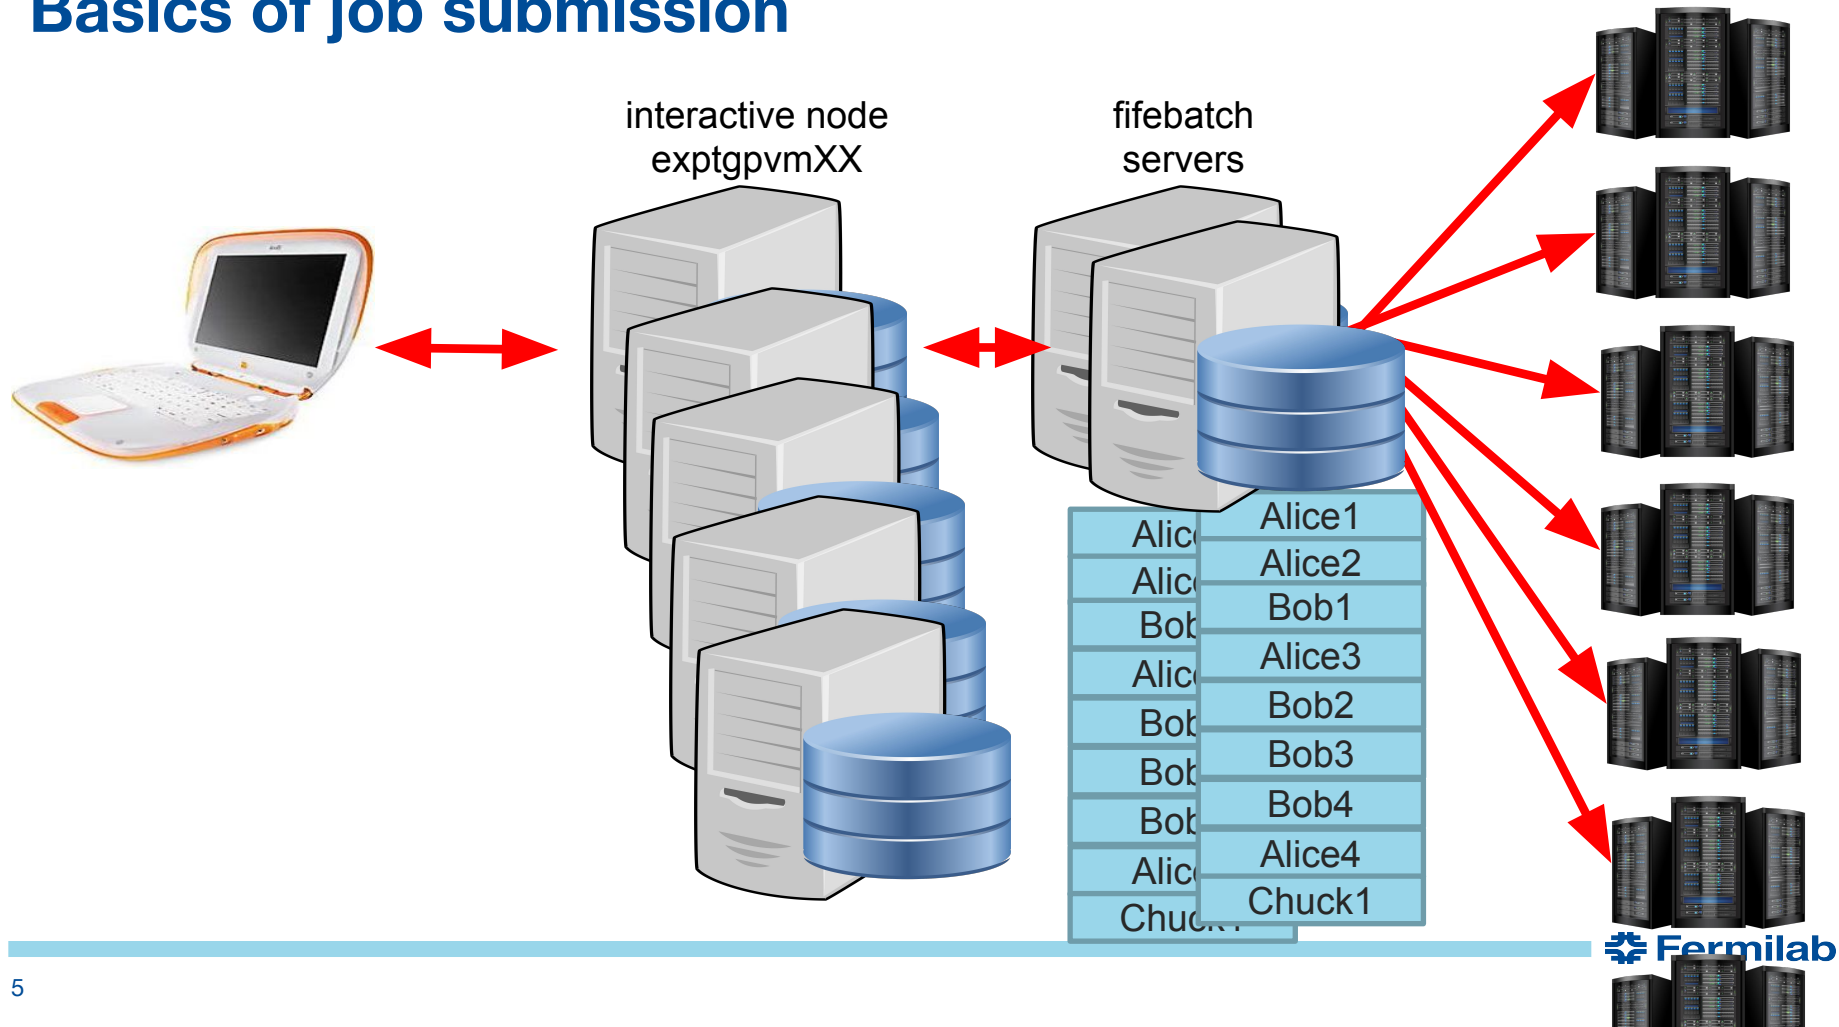 Basics of job submission
interactive node
exptgpvmXX
fifebatch
servers
Alice1
Alice2
Bob1
Alice3
Bob2
Bob3
Bob4
Alice4
Chuck1
Fermilab
5